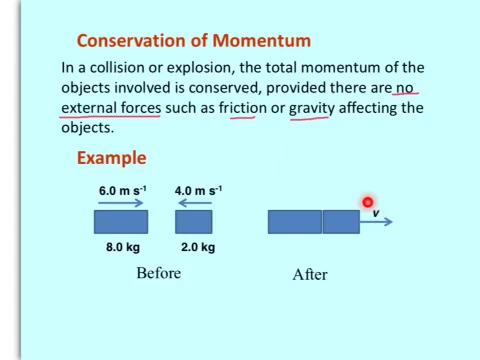 Conservation of Momentum
In a collision or explosion, the total momentum of the
objects involved is conserved, provided there are no
external forces such as friction or gravity affecting the
objects.
Example
6.0 m s⁻¹ 4.0 m s⁻¹
v
8.0 kg 2.0 kg
Before After